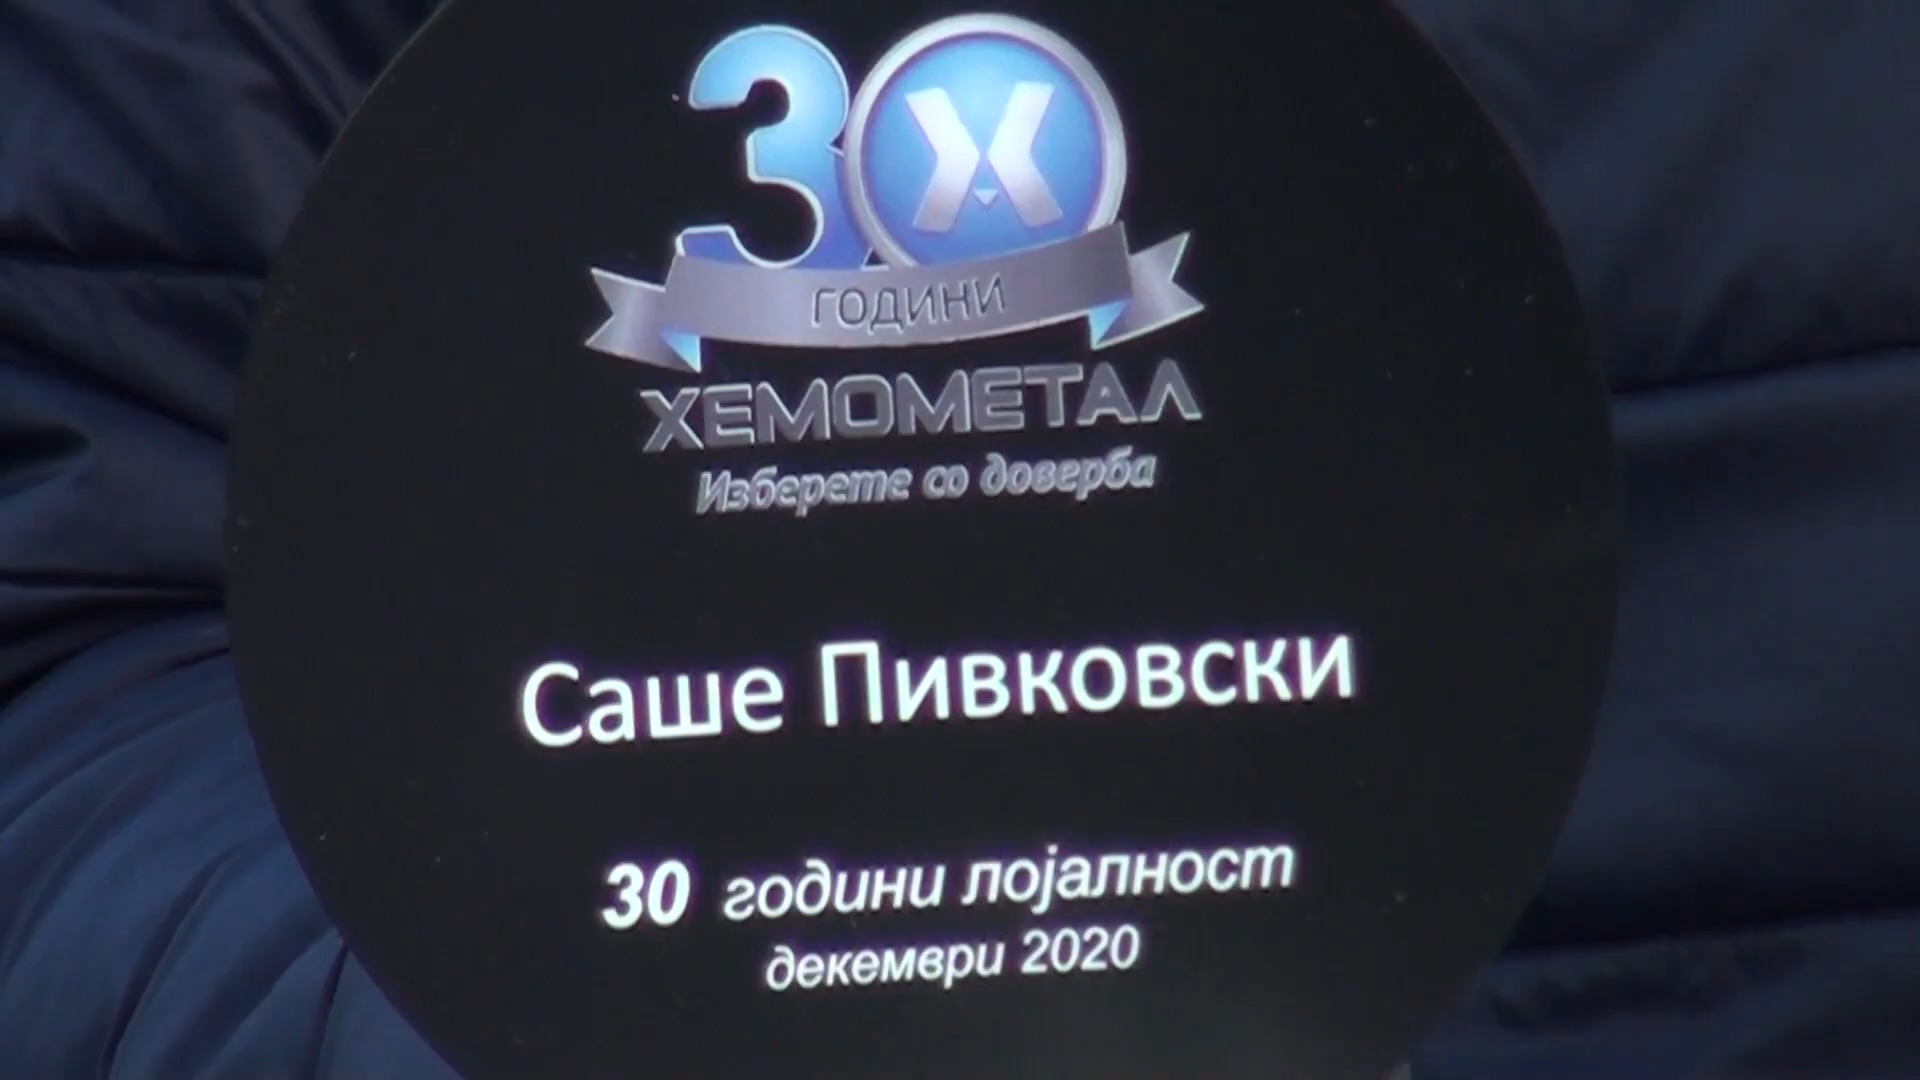 30
ГОДИНИ
ХЕМОМЕТАЛ
Изберете со доверба
Саше Пивковски
30 години лојалност
декември 2020